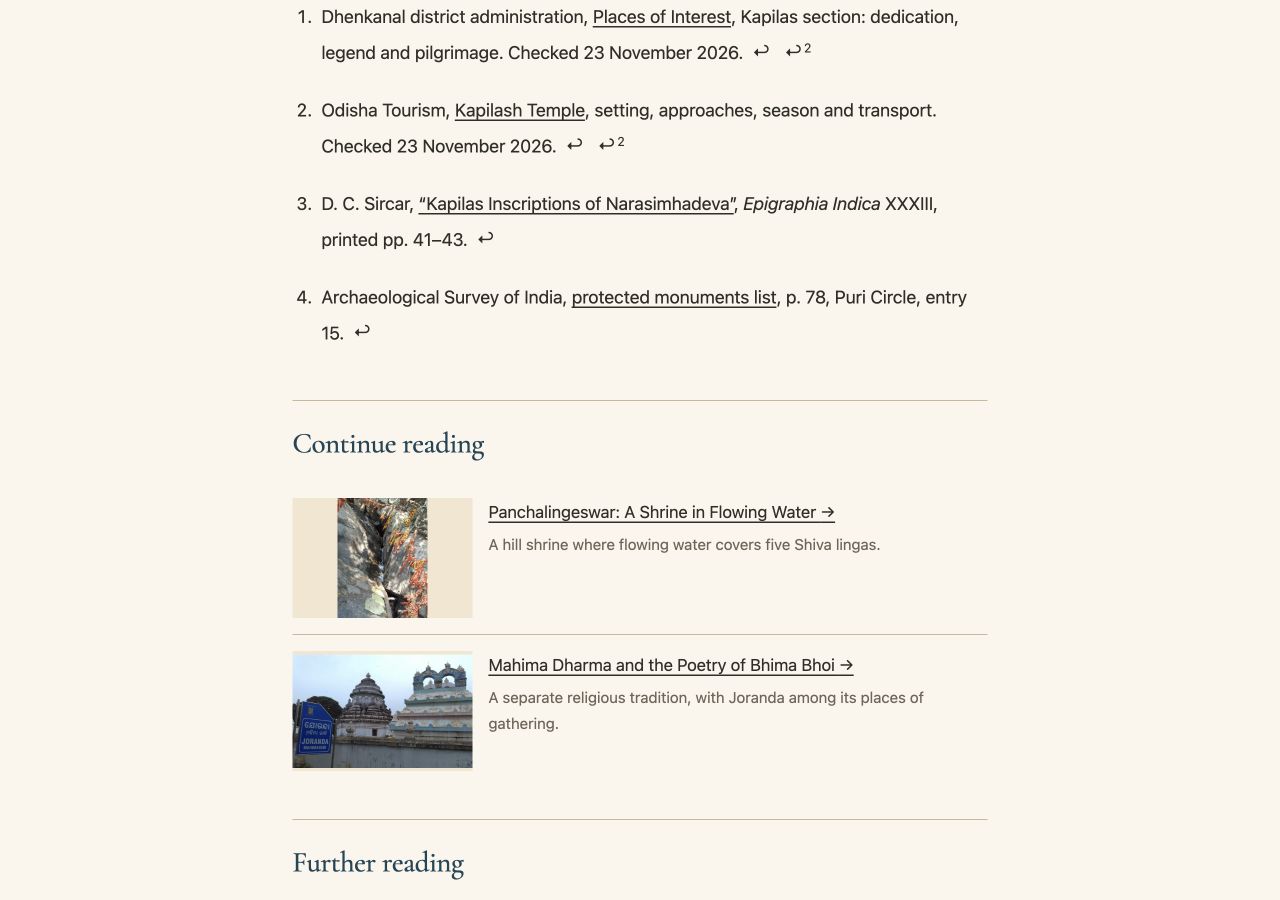 1. Dhenkanal district administration, Places of Interest, Kapilas section: dedication,
legend and pilgrimage. Checked 23 November 2026. ↩ ↩2
2. Odisha Tourism, Kapilash Temple, setting, approaches, season and transport.
Checked 23 November 2026. ↩ ↩2
3. D. C. Sircar, “Kapilas Inscriptions of Narasimhadeva”, Epigraphia Indica XXXIII,
printed pp. 41–43. ↩
4. Archaeological Survey of India, protected monuments list, p. 78, Puri Circle, entry
15. ↩
Continue reading
Panchalingeswar: A Shrine in Flowing Water →
A hill shrine where flowing water covers five Shiva lingas.
Mahima Dharma and the Poetry of Bhima Bhoi →
A separate religious tradition, with Joranda among its places of
gathering.
JORANDA
Further reading